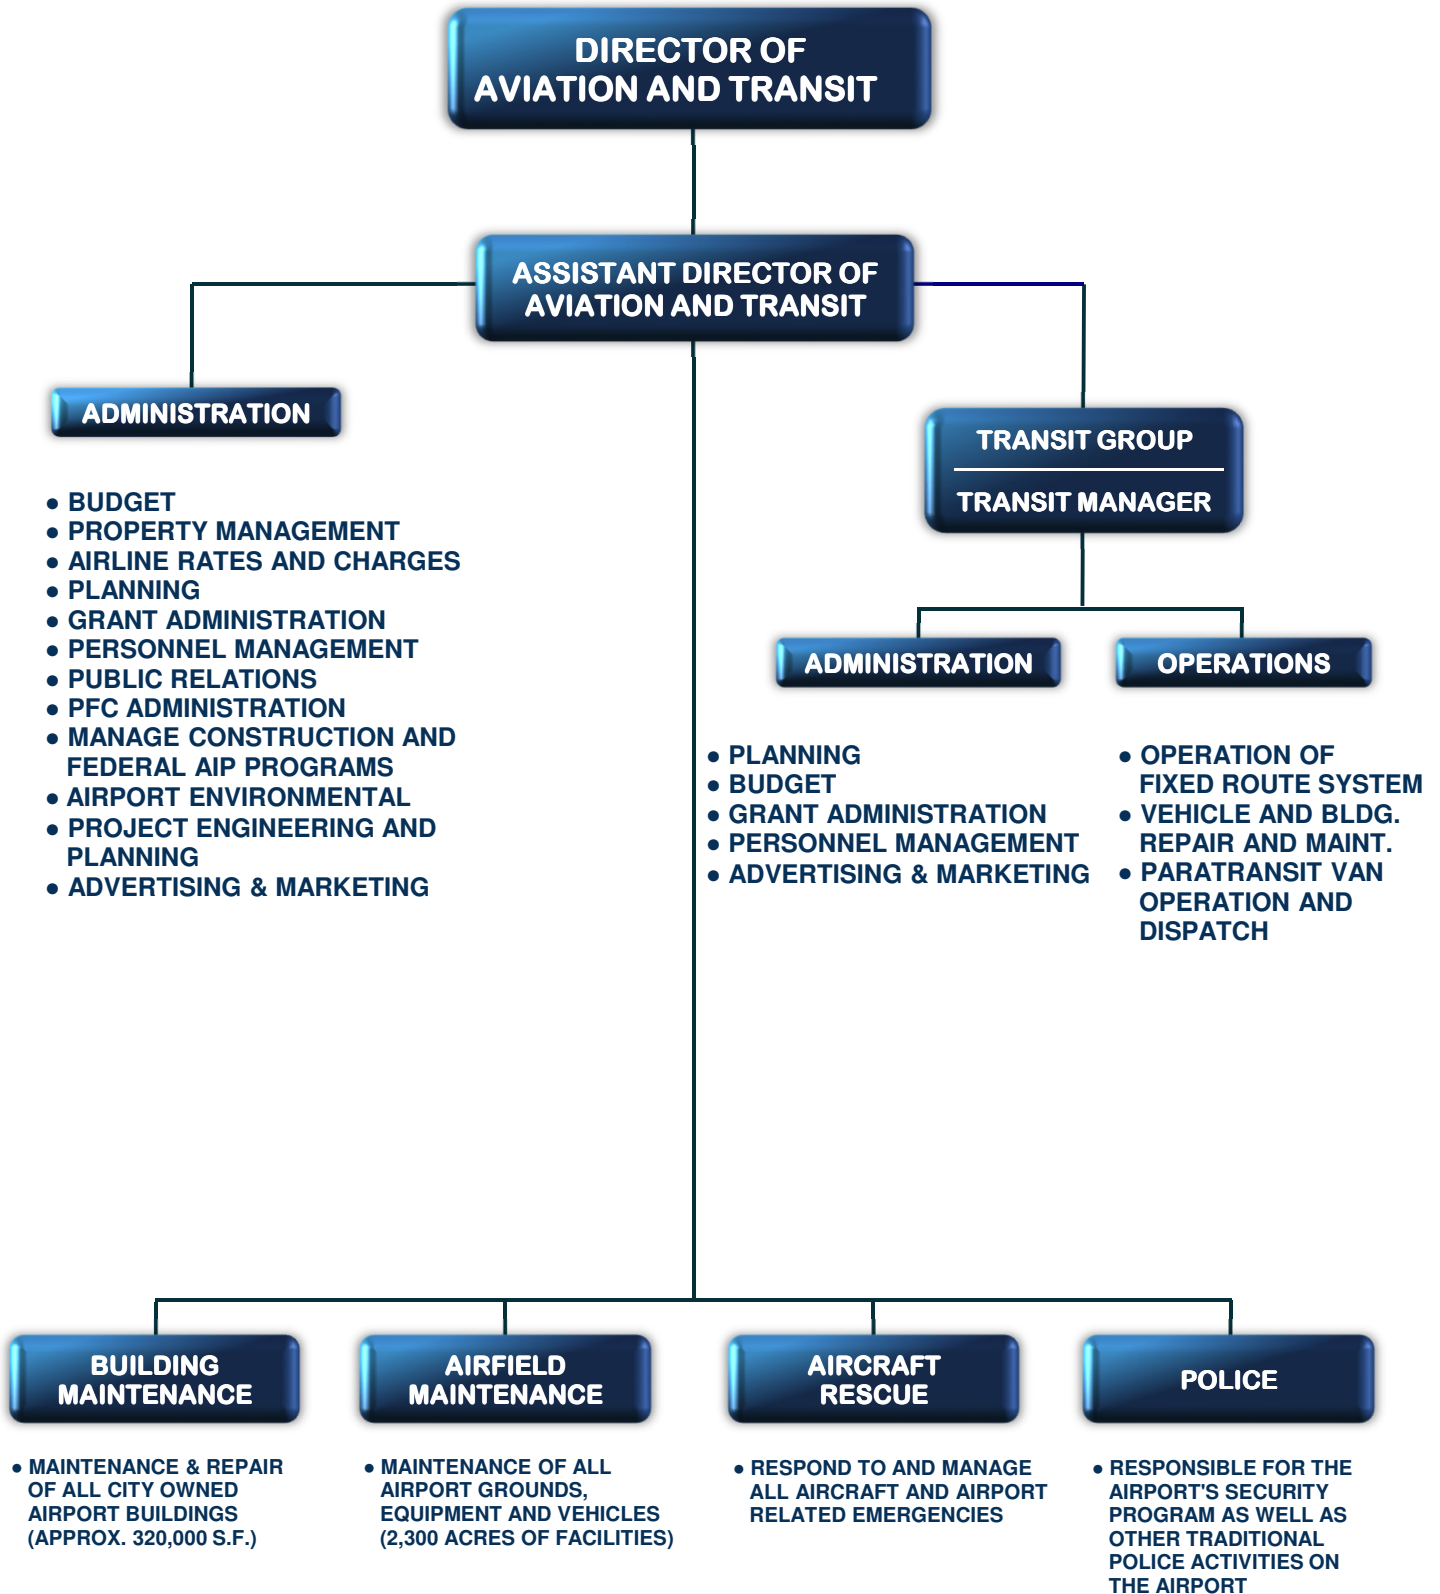 DIRECTOR OF
AVIATION AND TRANSIT
ASSISTANT DIRECTOR OF
AVIATION AND TRANSIT
ADMINISTRATION
● BUDGET
● PROPERTY MANAGEMENT
● AIRLINE RATES AND CHARGES
● PLANNING
● GRANT ADMINISTRATION
● PERSONNEL MANAGEMENT
● PUBLIC RELATIONS
● PFC ADMINISTRATION
● MANAGE CONSTRUCTION AND
FEDERAL AIP PROGRAMS
● AIRPORT ENVIRONMENTAL
● PROJECT ENGINEERING AND
PLANNING
● ADVERTISING & MARKETING
TRANSIT GROUP
TRANSIT MANAGER
ADMINISTRATION
● PLANNING
● BUDGET
● GRANT ADMINISTRATION
● PERSONNEL MANAGEMENT
● ADVERTISING & MARKETING
OPERATIONS
● OPERATION OF
FIXED ROUTE SYSTEM
● VEHICLE AND BLDG.
REPAIR AND MAINT.
● PARATRANSIT VAN
OPERATION AND
DISPATCH
BUILDING
MAINTENANCE
● MAINTENANCE & REPAIR
OF ALL CITY OWNED
AIRPORT BUILDINGS
(APPROX. 320,000 S.F.)
AIRFIELD
MAINTENANCE
● MAINTENANCE OF ALL
AIRPORT GROUNDS,
EQUIPMENT AND VEHICLES
(2,300 ACRES OF FACILITIES)
AIRCRAFT
RESCUE
● RESPOND TO AND MANAGE
ALL AIRCRAFT AND AIRPORT
RELATED EMERGENCIES
POLICE
● RESPONSIBLE FOR THE
AIRPORT'S SECURITY
PROGRAM AS WELL AS
OTHER TRADITIONAL
POLICE ACTIVITIES ON
THE AIRPORT